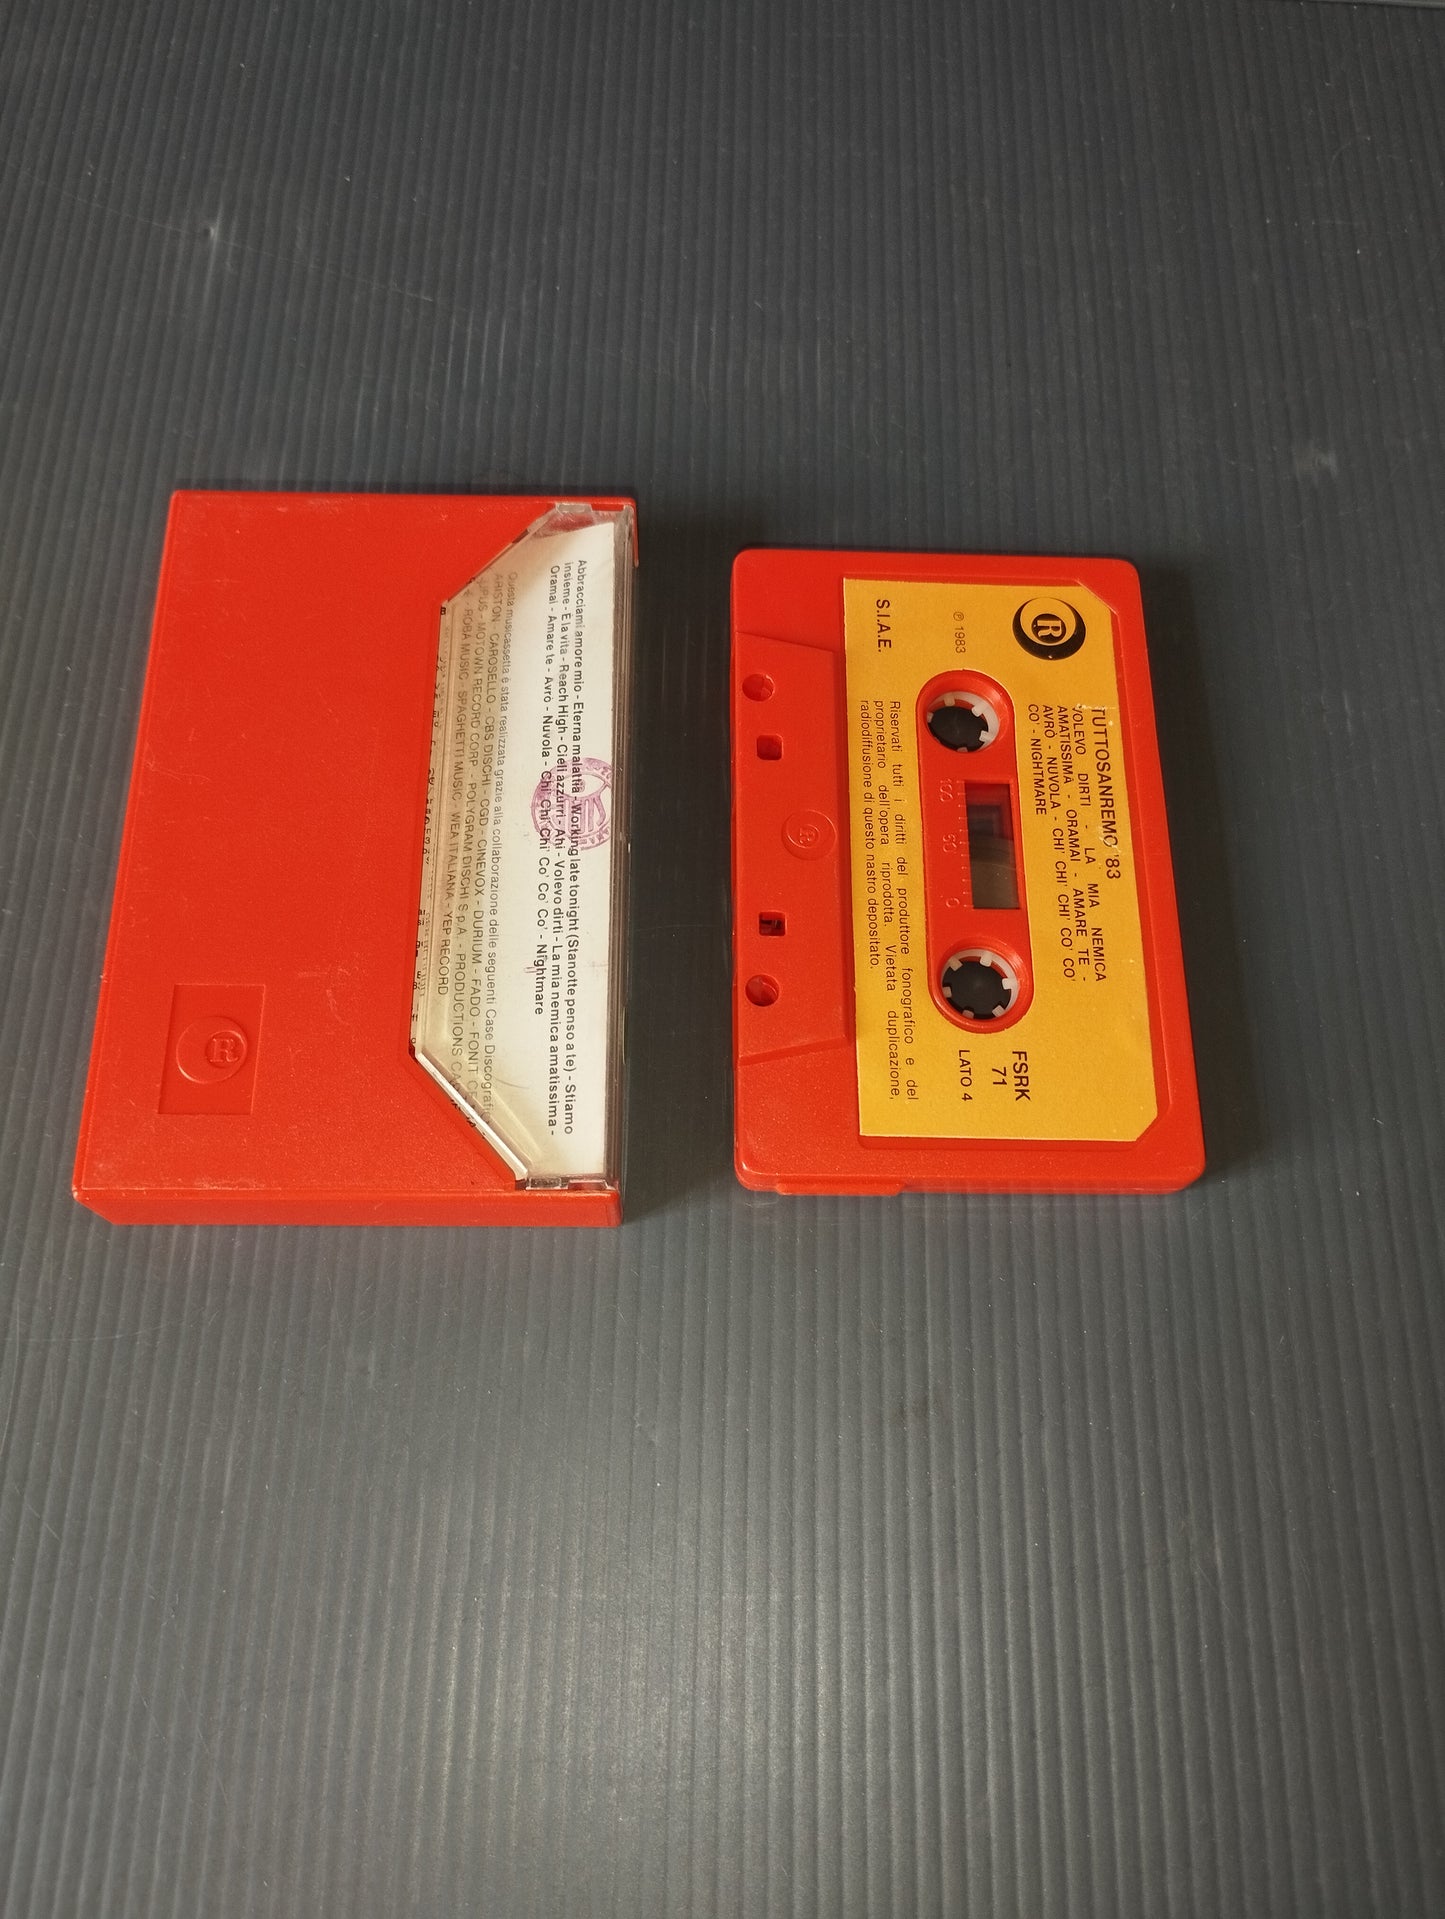 Abbracciami amore mio - Eterna malattia - Working late tonight (Stanotte penso a te) - Stiamo
insieme - E la vita - Reach High - Cieli azzurri - Ahi - Volevo dirti - La mia nemica amatissima -
Oramai - Amare te - Avrò - Nuvola - Chi' Chi' Chi' Co' Co' Co' - Nightmare
Questa musicassetta è stata realizzata grazie alla collaborazione delle seguenti Case
ARISTON - CAROSELLO - CBS DISCHI - CGD - CINEVOX - DURIUM - FADO - FONIT
MOTOWN RECORD CORP. - POLYGRAM DISCHI S.p.A. - PRODUCTIONS
ROBA MUSIC - SPAGHETTI MUSIC - WEA ITALIANA - YEP RECORD
R
R
TUTTOSANREMO '83
VOLEVO DIRTI - LA MIA NEMICA
AMATISSIMA - ORAMAI - AMARE TE -
AVRÒ - NUVOLA - CHI' CHI' CHI' CO' CO'
CO' - NIGHTMARE
FSRK
71
LATO 4
℗ 1983
100 50 0
S.I.A.E.
Riservati tutti i diritti del produttore fonografico e del
proprietario dell'opera riprodotta. Vietata duplicazione,
radiodiffusione di questo nastro depositato.
R